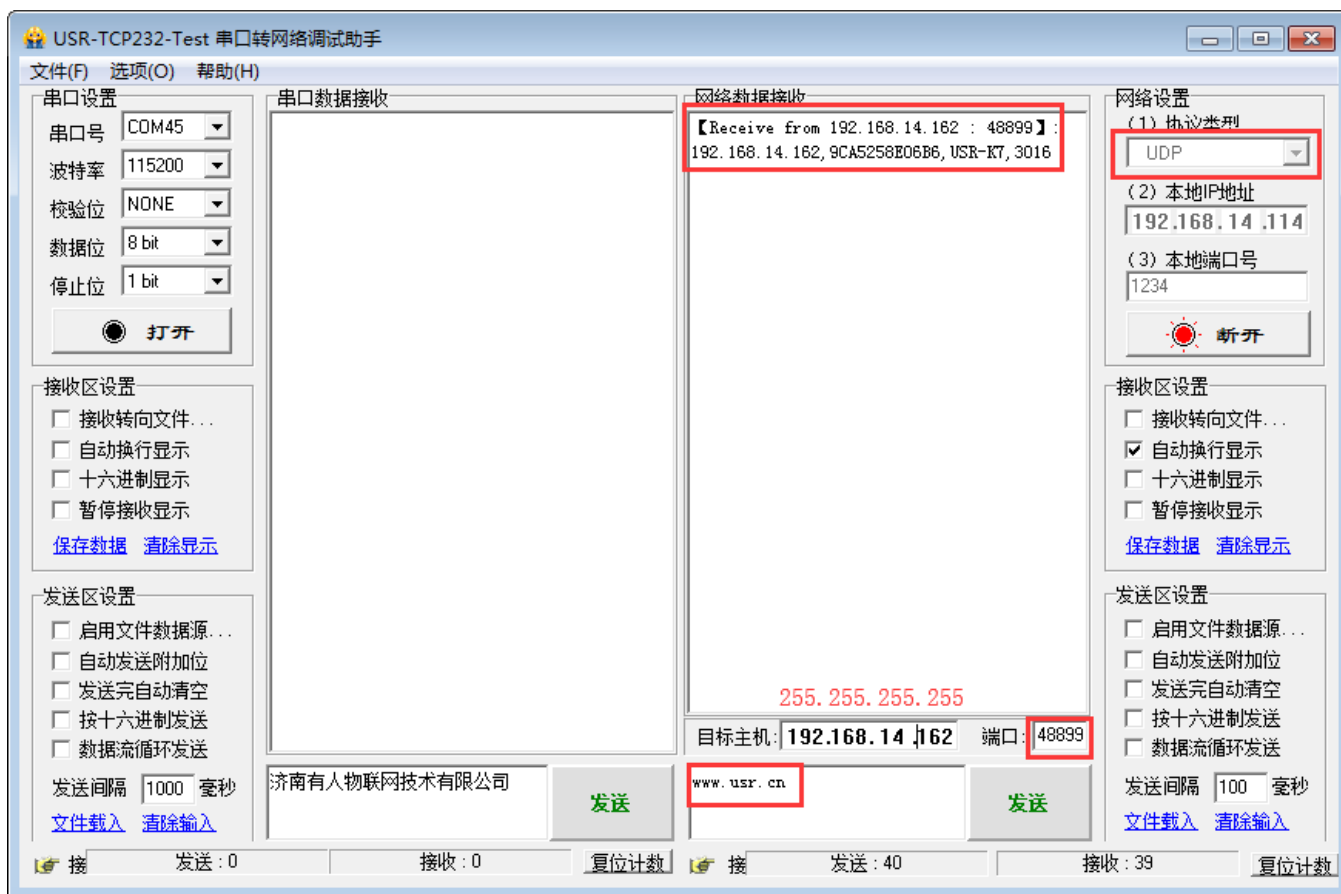 USR-TCP232-Test 串口转网络调试助手
文件(F) 选项(O) 帮助(H)
串口设置
串口号 COM45
波特率 115200
校验位 NONE
数据位 8 bit
停止位 1 bit
打开
接收区设置
接收转向文件...
自动换行显示
十六进制显示
暂停接收显示
保存数据 清除显示
发送区设置
启用文件数据源...
自动发送附加位
发送完自动清空
按十六进制发送
数据流循环发送
发送间隔 1000 毫秒
文件载入 清除输入
串口数据接收
济南有人物联网技术有限公司
发送
网络数据接收
【Receive from 192.168.14.162 : 48899】:
192.168.14.162,9CA5258E06B6,USR-K7,3016
255.255.255.255
目标主机: 192.168.14.162 端口: 48899
www.usr.cn
发送
网络设置
(1) 协议类型
UDP
(2) 本地IP地址
192.168.14.114
(3) 本地端口号
1234
断开
接收区设置
接收转向文件...
自动换行显示
十六进制显示
暂停接收显示
保存数据 清除显示
发送区设置
启用文件数据源...
自动发送附加位
发送完自动清空
按十六进制发送
数据流循环发送
发送间隔 100 毫秒
文件载入 清除输入
接 发送:0 接收:0 复位计数
接 发送:40 接收:39 复位计数